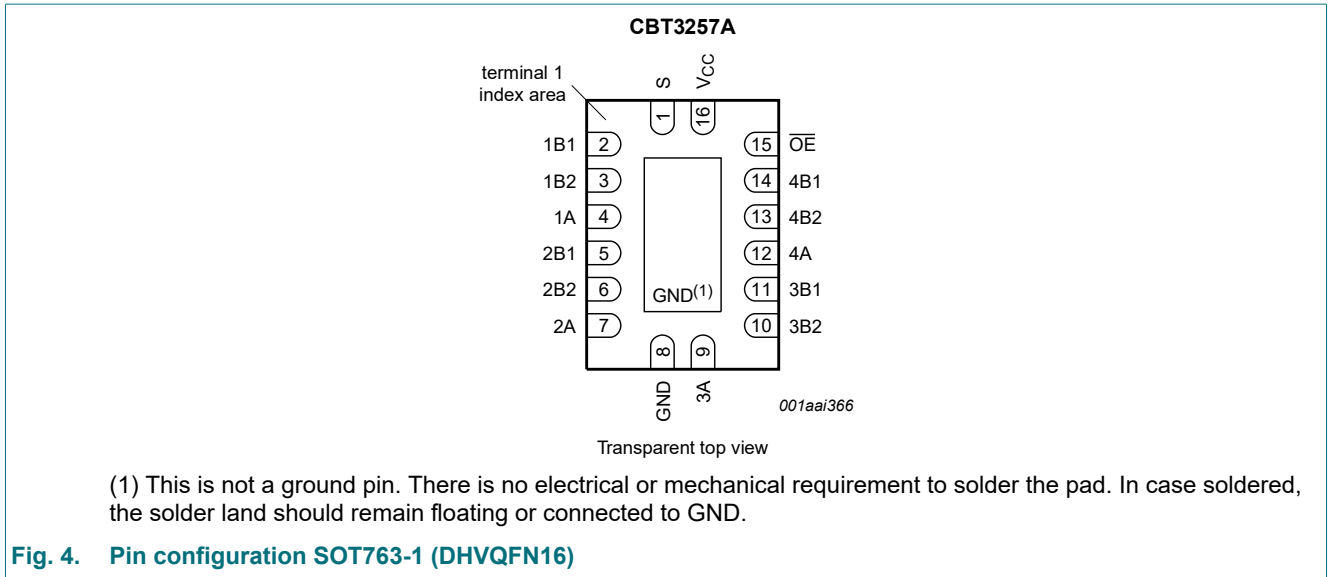 CBT3257A
terminal 1
index area
S
VCC
1
16
1B1 2
15 OE
1B2 3
14 4B1
1A 4
13 4B2
2B1 5
12 4A
2B2 6
11 3B1
2A 7
10 3B2
GND(1)
8
9
GND
3A
001aai366
Transparent top view
(1) This is not a ground pin. There is no electrical or mechanical requirement to solder the pad. In case soldered,
the solder land should remain floating or connected to GND.
Fig. 4. Pin configuration SOT763-1 (DHVQFN16)